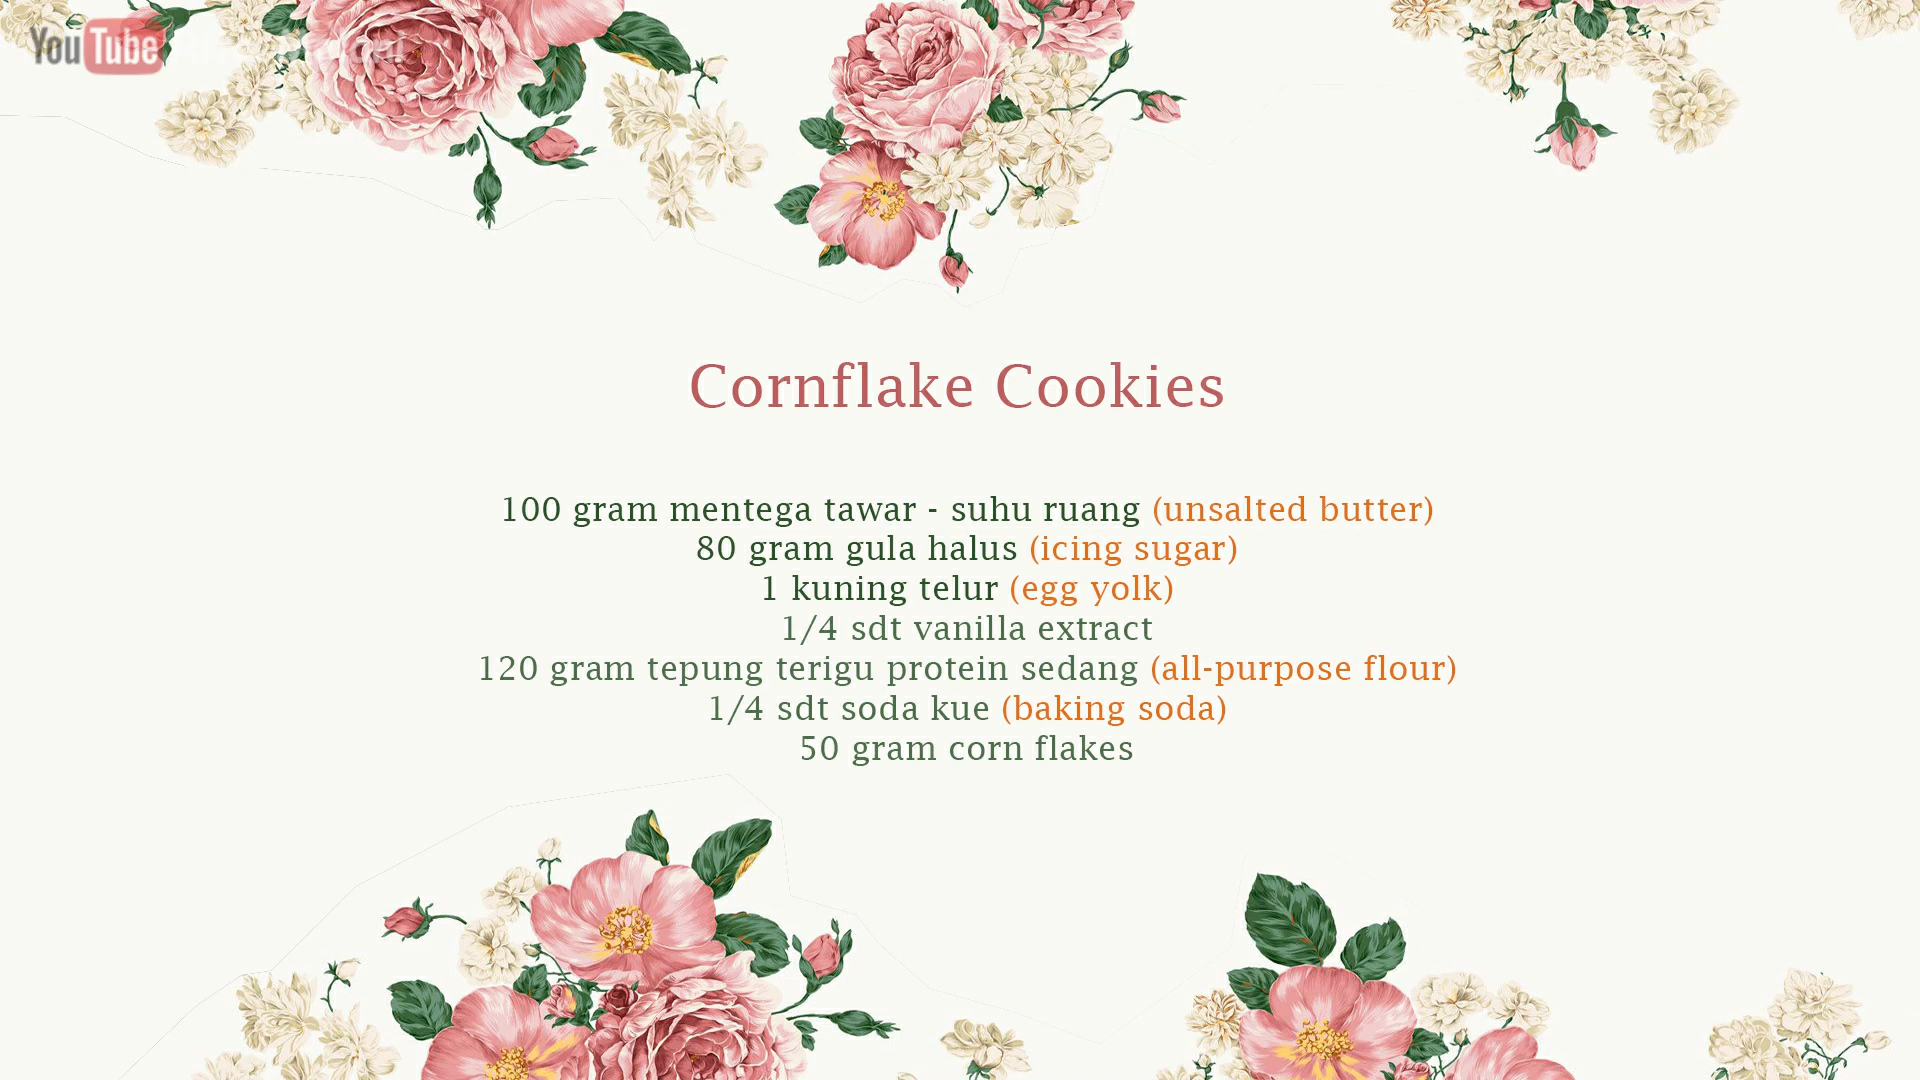 YouTube
Cornflake Cookies
100 gram mentega tawar - suhu ruang (unsalted butter)
80 gram gula halus (icing sugar)
1 kuning telur (egg yolk)
1/4 sdt vanilla extract
120 gram tepung terigu protein sedang (all-purpose flour)
1/4 sdt soda kue (baking soda)
50 gram corn flakes